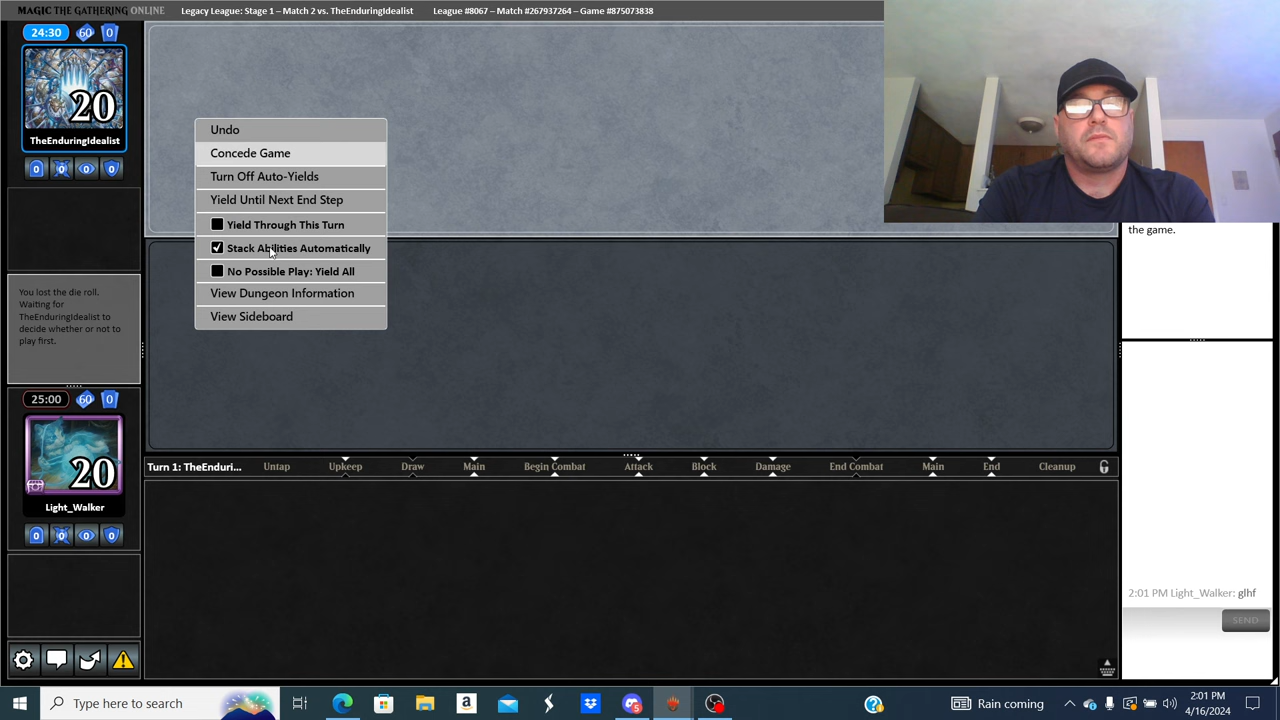 MAGIC THE GATHERING ONLINE
Legacy League: Stage 1 – Match 2 vs. TheEnduringIdealist
League #8067 – Match #267937264 – Game #875073838
24:30 60 0
20
TheEnduringIdealist
0 0 0 0
Undo
Concede Game
Turn Off Auto-Yields
Yield Until Next End Step
Yield Through This Turn
Stack Abilities Automatically
No Possible Play: Yield All
View Dungeon Information
View Sideboard
the game.
You lost the die roll.
Waiting for
TheEnduringIdealist to
decide whether or not to
play first.
25:00 60 0
20
Light_Walker
0 0 0 0
Turn 1: TheEnduri...
Untap
Upkeep
Draw
Main
Begin Combat
Attack
Block
Damage
End Combat
Main
End
Cleanup
2:01 PM Light_Walker: glhf
SEND
Type here to search
Rain coming
2:01 PM
4/16/2024